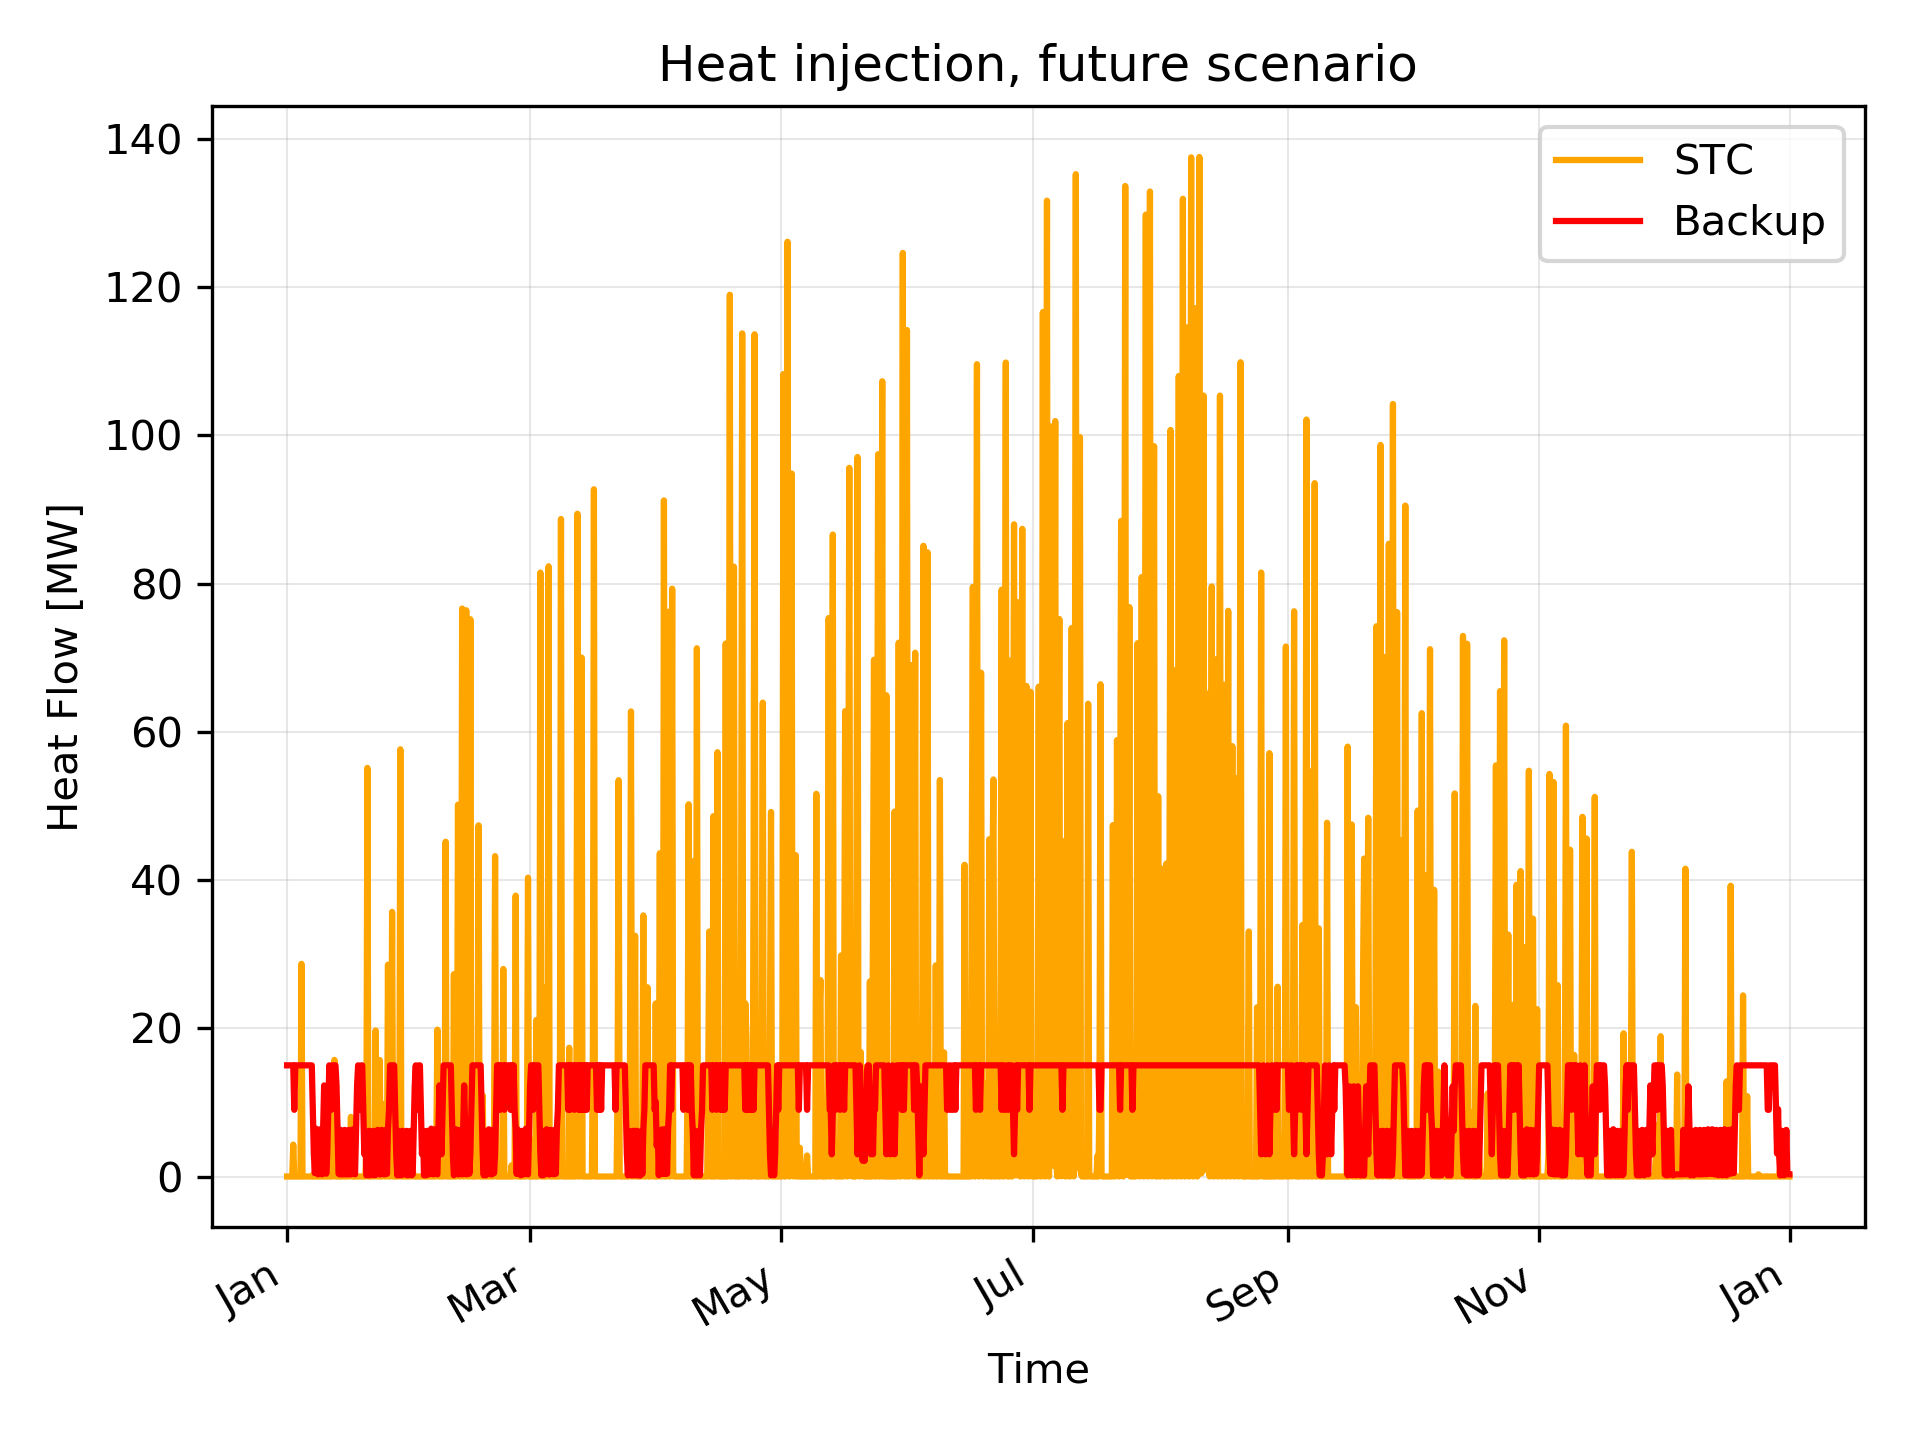 Heat injection, future scenario
STC
Backup
Heat Flow [MW]
140
120
100
80
60
40
20
0
Jan
Mar
May
Jul
Sep
Nov
Jan
Time